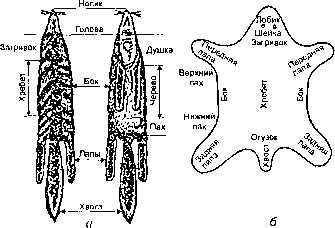 Носик
Голова
Загривок
Душка
Хребет
Бок
Черево
Пах
Лапы
Хвост
а
Лобик
Шейка
Загривок
Передняя лапа
Передняя лапа
Верхний пах
Бок
Хребет
Бок
Нижний пах
Огузок
Задняя лапа
Хвост
Задняя лапа
б